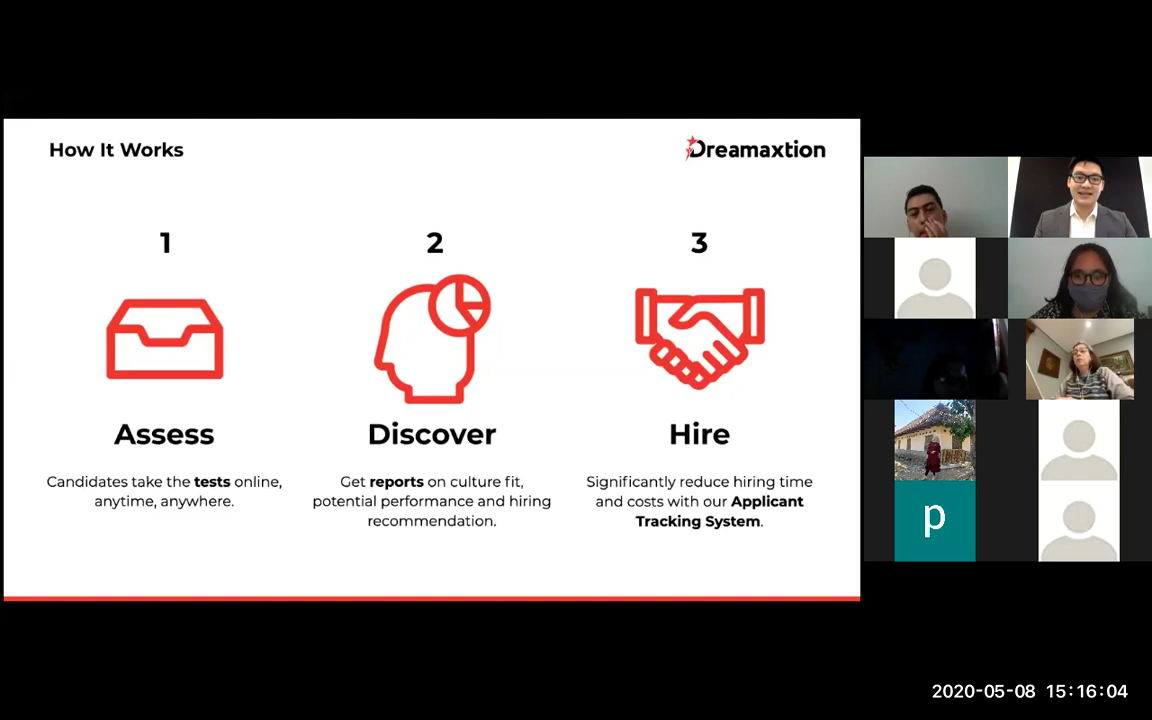 How It Works
Dreamaxtion
1
2
3
Assess
Discover
Hire
Candidates take the tests online,
anytime, anywhere.
Get reports on culture fit,
potential performance and hiring
recommendation.
Significantly reduce hiring time
and costs with our Applicant
Tracking System.
p
2020-05-08 15:16:04